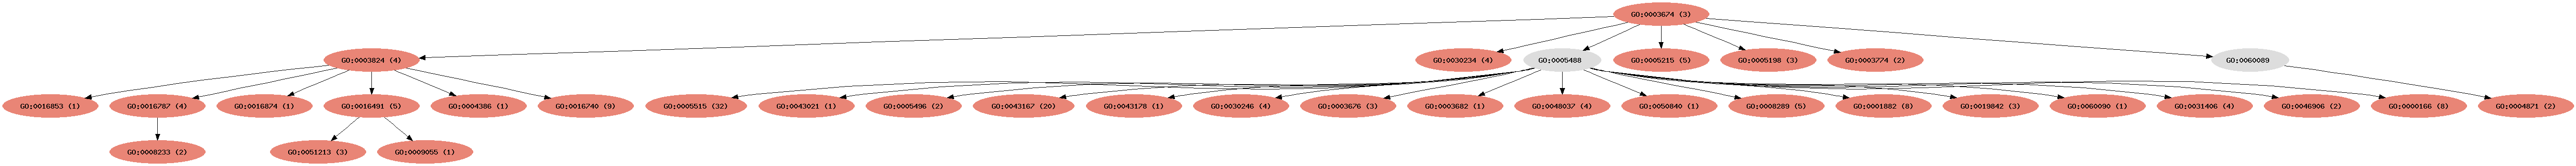 GO:0003674 (3)
GO:0003824 (4)
GO:0030234 (4)
GO:0005488
GO:0005215 (5)
GO:0005198 (3)
GO:0003774 (2)
GO:0060089
GO:0016853 (1)
GO:0016787 (4)
GO:0016874 (1)
GO:0016491 (5)
GO:0004386 (1)
GO:0016740 (9)
GO:0005515 (32)
GO:0043021 (1)
GO:0005496 (2)
GO:0043167 (20)
GO:0043178 (1)
GO:0030246 (4)
GO:0003676 (3)
GO:0003682 (1)
GO:0048037 (4)
GO:0050840 (1)
GO:0008289 (5)
GO:0001882 (8)
GO:0019842 (3)
GO:0060090 (1)
GO:0031406 (4)
GO:0046906 (2)
GO:0000166 (8)
GO:0004871 (2)
GO:0008233 (2)
GO:0051213 (3)
GO:0009055 (1)